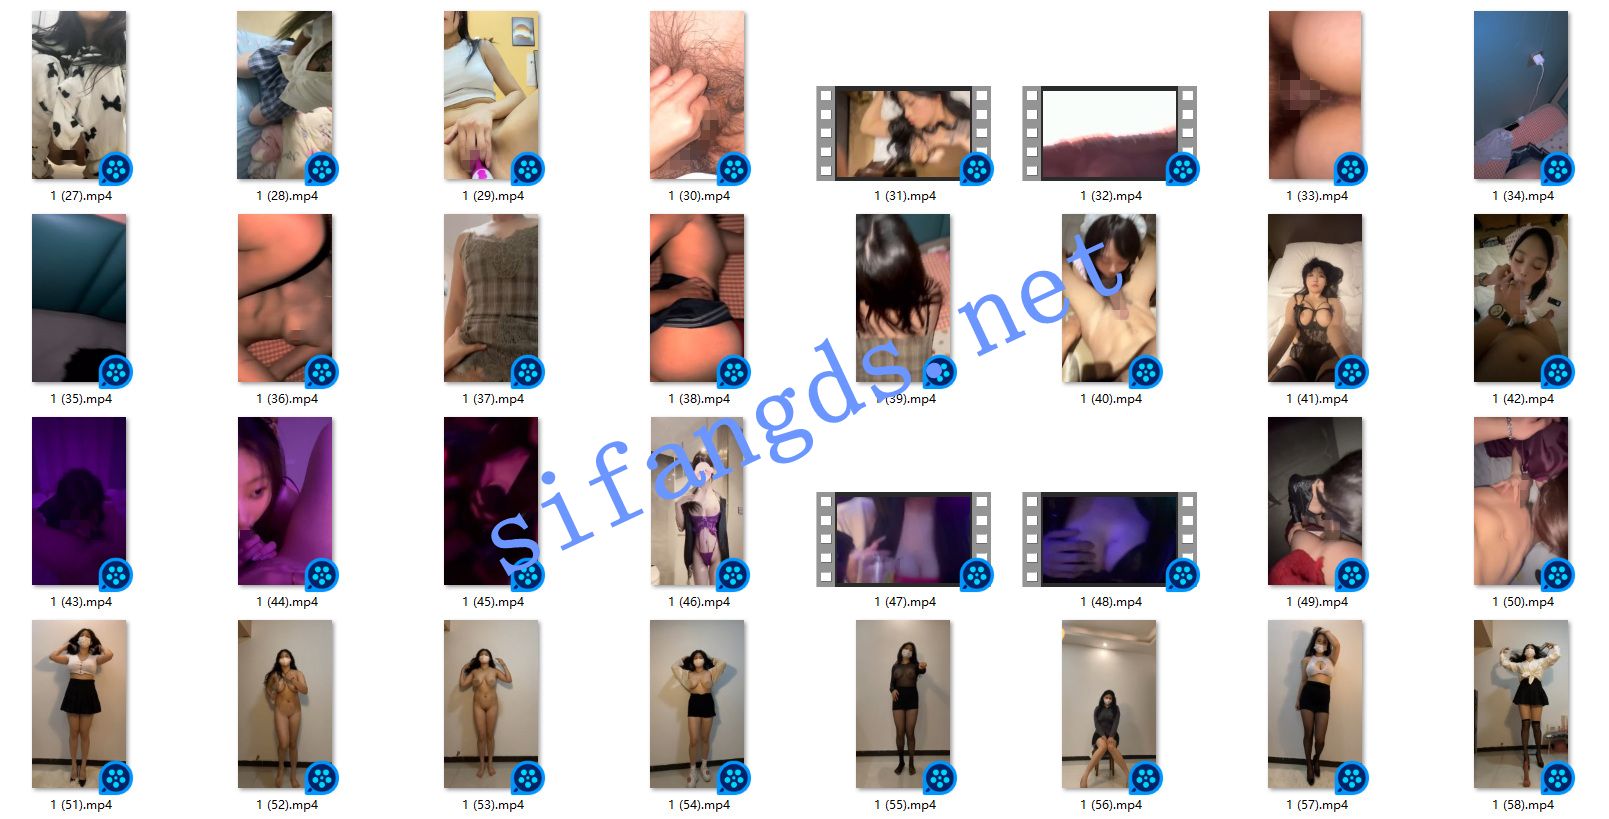 1 (27).mp4
1 (28).mp4
1 (29).mp4
1 (30).mp4
1 (31).mp4
1 (32).mp4
1 (33).mp4
1 (34).mp4
1 (35).mp4
1 (36).mp4
1 (37).mp4
1 (38).mp4
1 (39).mp4
1 (40).mp4
1 (41).mp4
1 (42).mp4
sifangds.net
1 (43).mp4
1 (44).mp4
1 (45).mp4
1 (46).mp4
1 (47).mp4
1 (48).mp4
1 (49).mp4
1 (50).mp4
1 (51).mp4
1 (52).mp4
1 (53).mp4
1 (54).mp4
1 (55).mp4
1 (56).mp4
1 (57).mp4
1 (58).mp4